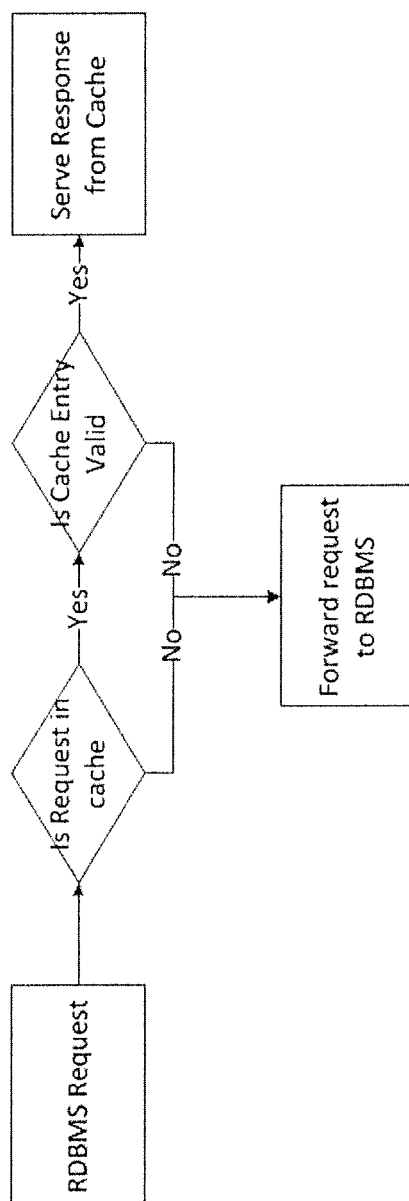 RDBMS Request
Is Request in
cache
Yes
Is Cache Entry
Valid
Yes
Serve Response
from Cache
No
No
Forward request
to RDBMS